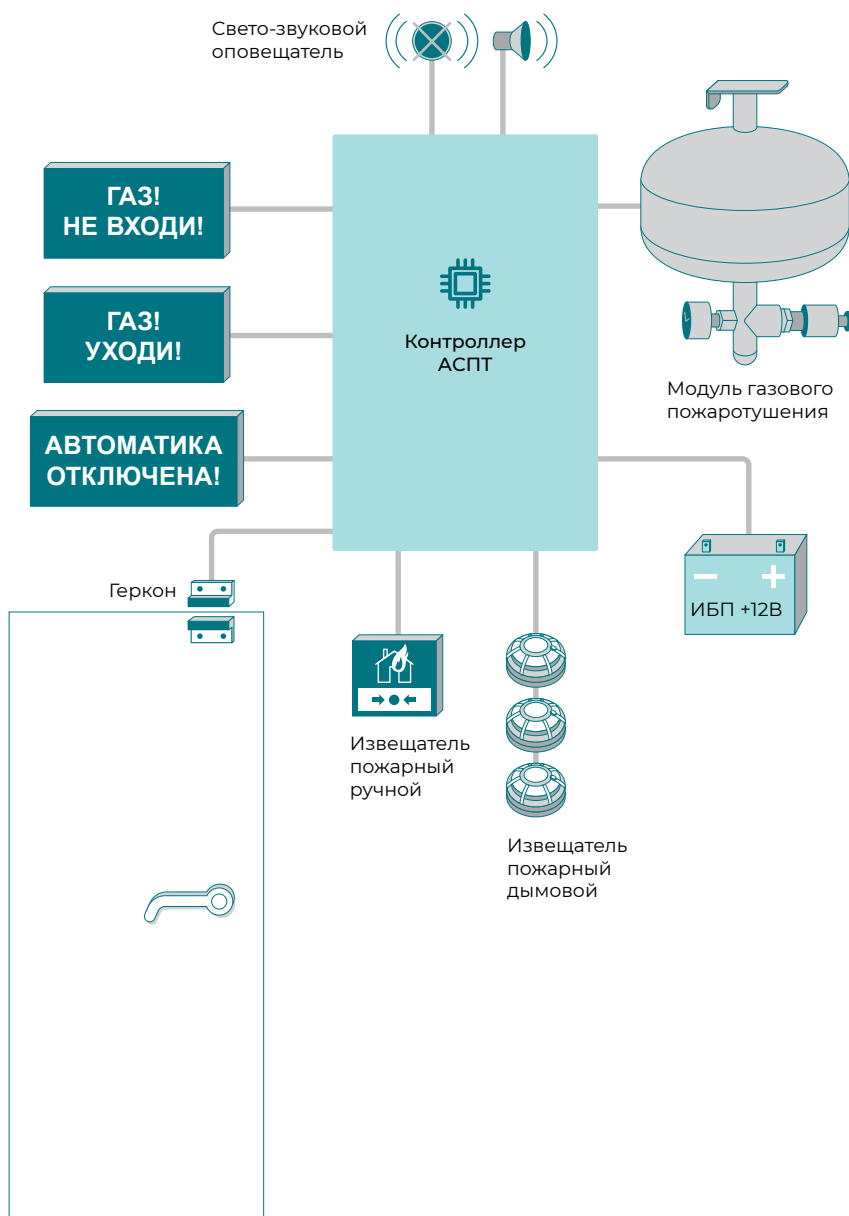 Свето-звуковой
оповещатель
ГАЗ!
НЕ ВХОДИ!
ГАЗ!
УХОДИ!
АВТОМАТИКА
ОТКЛЮЧЕНА!
Контроллер
АСПТ
Модуль газового
пожаротушения
ИБП +12В
Геркон
Извещатель
пожарный
ручной
Извещатель
пожарный
дымовой